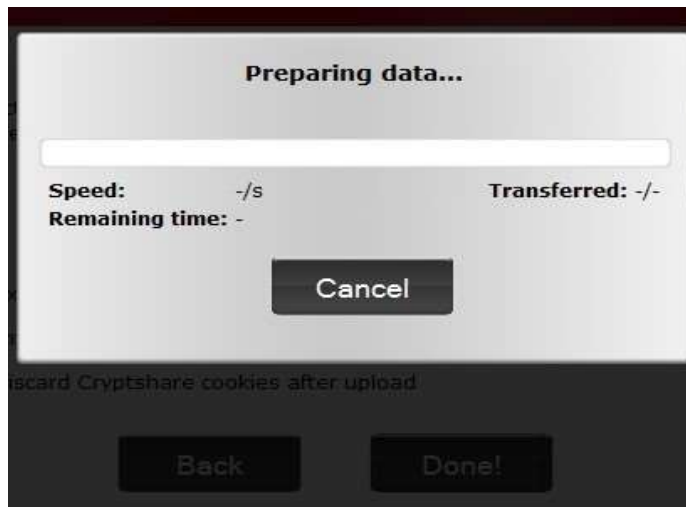 Preparing data...
Speed: -/s Transferred: -/-
Remaining time: -
Cancel
iscard Cryptshare cookies after upload
Back Done!